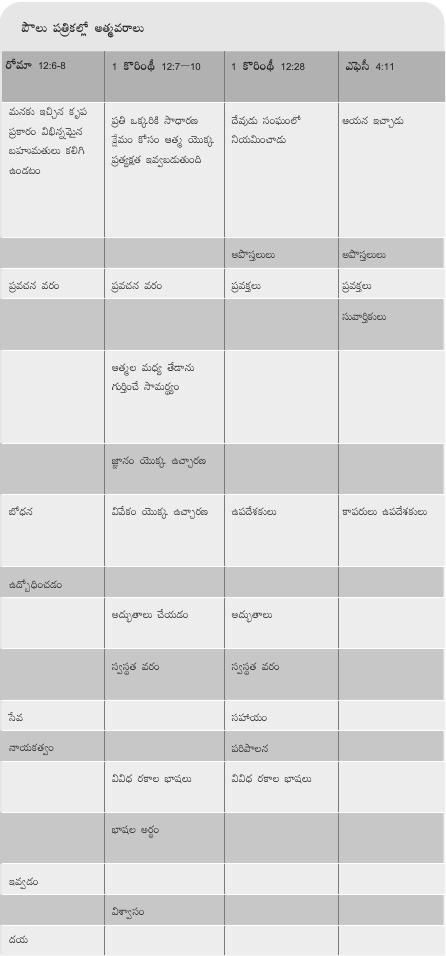 పౌలు పత్రికల్లో ఆత్మవరాలు
రోమా 12:6-8
1 కొరింథీ 12:7—10
1 కొరింథీ 12:28
ఎఫెసీ 4:11
మనకు ఇచ్చిన కృప
ప్రకారం విభిన్నమైన
బహుమతులు కలిగి
ఉండటం
ప్రతి ఒక్కరికి సాధారణ
క్షేమం కోసం ఆత్మ యొక్క
ప్రత్యక్షత ఇవ్వబడుతుంది
దేవుడు సంఘంలో
నియమించాడు
ఆయన ఇచ్చాడు
అపొస్తలులు
అపొస్తలులు
ప్రవచన వరం
ప్రవచన వరం
ప్రవక్తలు
ప్రవక్తలు
సువార్తికులు
ఆత్మల మధ్య తేడాను
గుర్తించే సామర్థ్యం
జ్ఞానం యొక్క ఉచ్చారణ
బోధన
వివేకం యొక్క ఉచ్చారణ
ఉపదేశకులు
కాపరులు ఉపదేశకులు
ఉద్బోధించడం
అద్భుతాలు చేయడం
అద్భుతాలు
స్వస్థత వరం
స్వస్థత వరం
సేవ
సహాయం
నాయకత్వం
పరిపాలన
వివిధ రకాల భాషలు
వివిధ రకాల భాషలు
భాషల అర్థం
ఇవ్వడం
విశ్వాసం
దయ